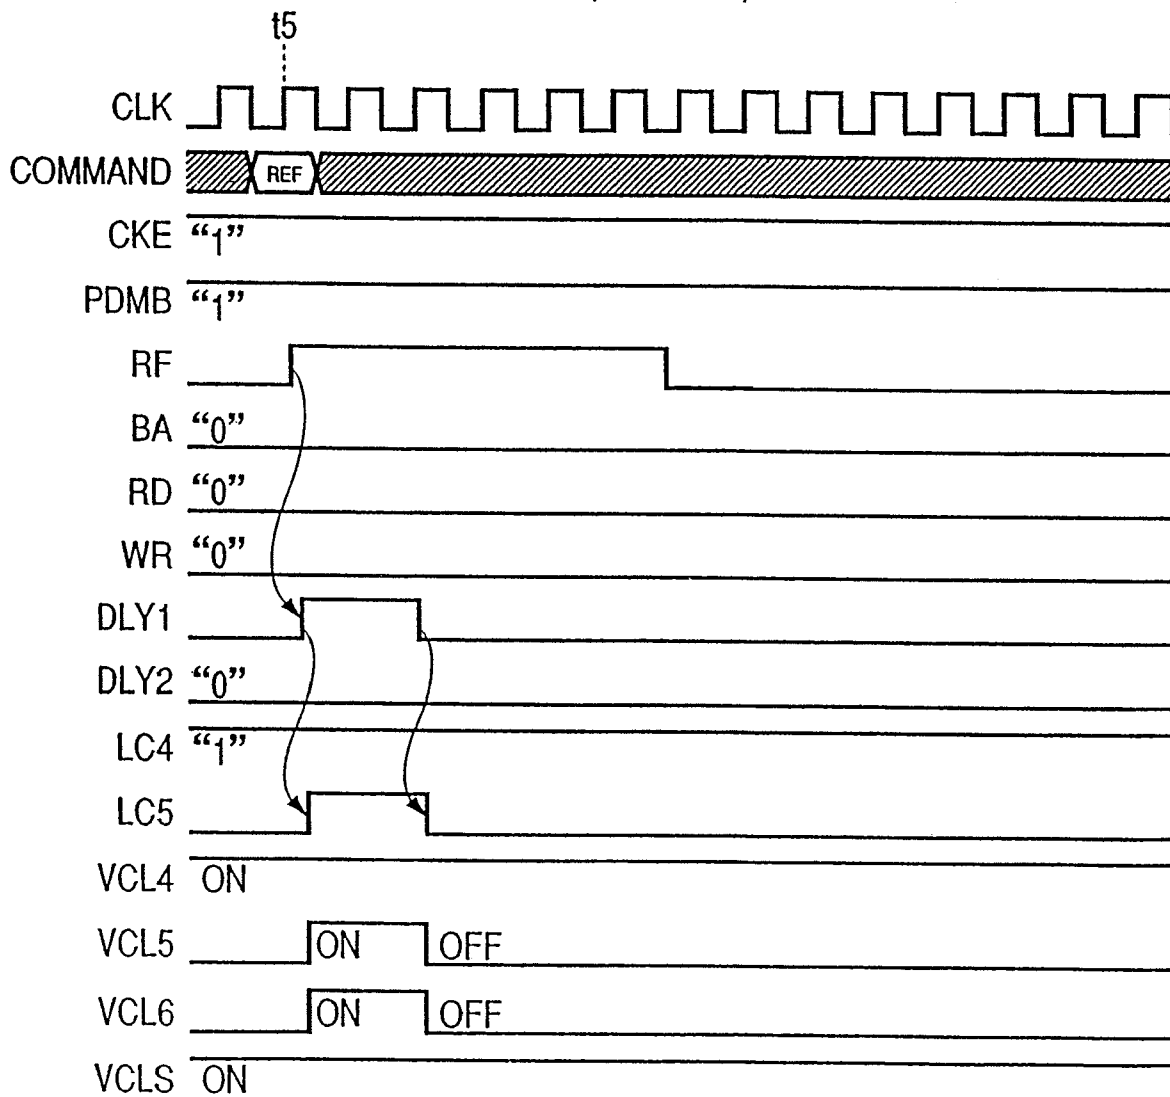 t5
CLK
COMMAND REF
CKE “1”
PDMB “1”
RF
BA “0”
RD “0”
WR “0”
DLY1
DLY2 “0”
LC4 “1”
LC5
VCL4 ON
VCL5 ON OFF
VCL6 ON OFF
VCLS ON